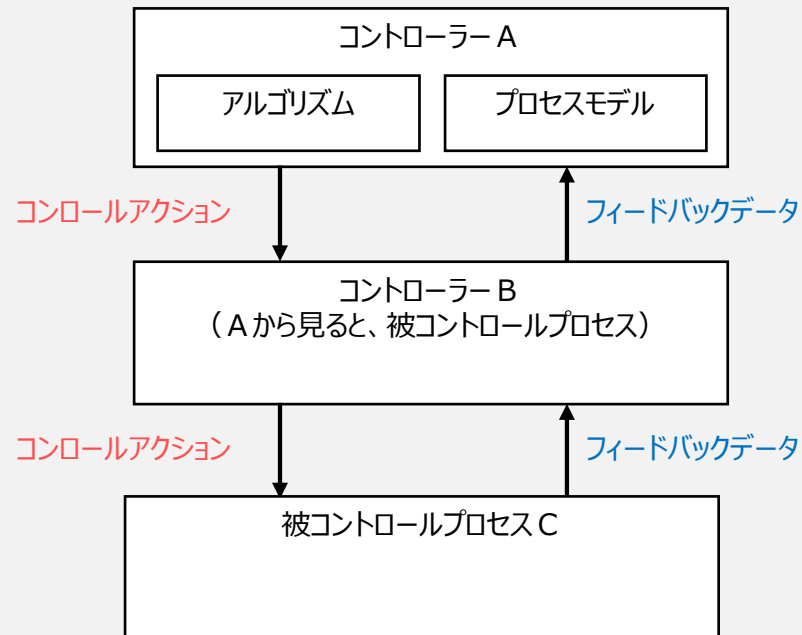 コントローラーA
アルゴリズム
プロセスモデル
コンロールアクション
フィードバックデータ
コントローラーB
（Aから見ると、被コントロールプロセス）
コンロールアクション
フィードバックデータ
被コントロールプロセスC